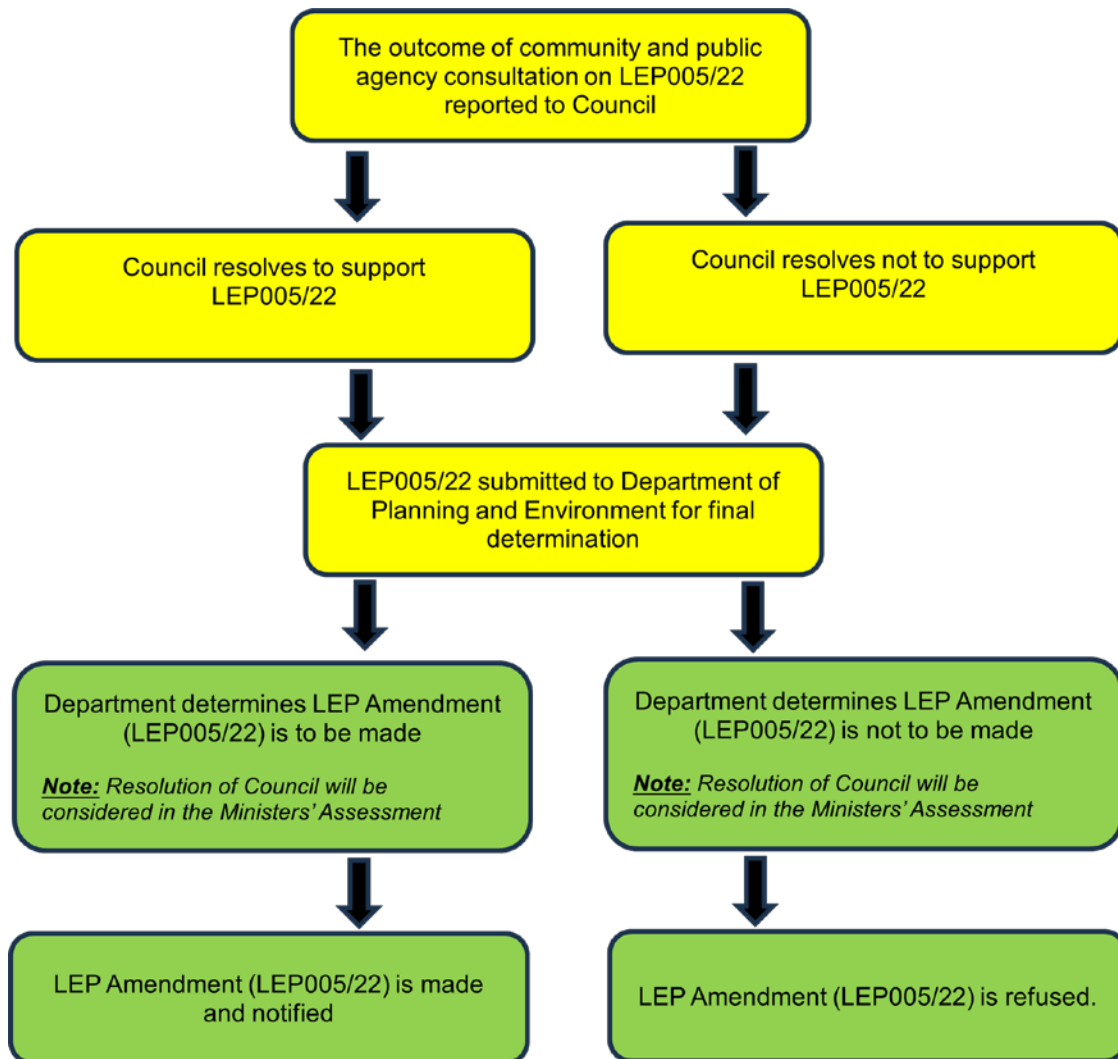 The outcome of community and public
agency consultation on LEP005/22
reported to Council
Council resolves to support
LEP005/22
Council resolves not to support
LEP005/22
LEP005/22 submitted to Department of
Planning and Environment for final
determination
Department determines LEP Amendment
(LEP005/22) is to be made
Note: Resolution of Council will be
considered in the Ministers' Assessment
Department determines LEP Amendment
(LEP005/22) is not to be made
Note: Resolution of Council will be
considered in the Ministers' Assessment
LEP Amendment (LEP005/22) is made
and notified
LEP Amendment (LEP005/22) is refused.